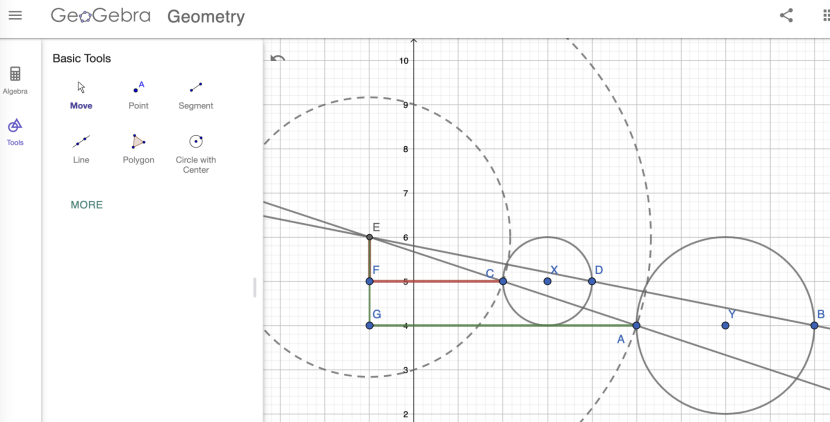 GeoGebra Geometry
Basic Tools
Algebra
Tools
A
Move Point Segment
Line Polygon Circle with
Center
MORE
10
9
8
7
6
5
4
3
2
E
F
C
X
D
G
A
Y
B